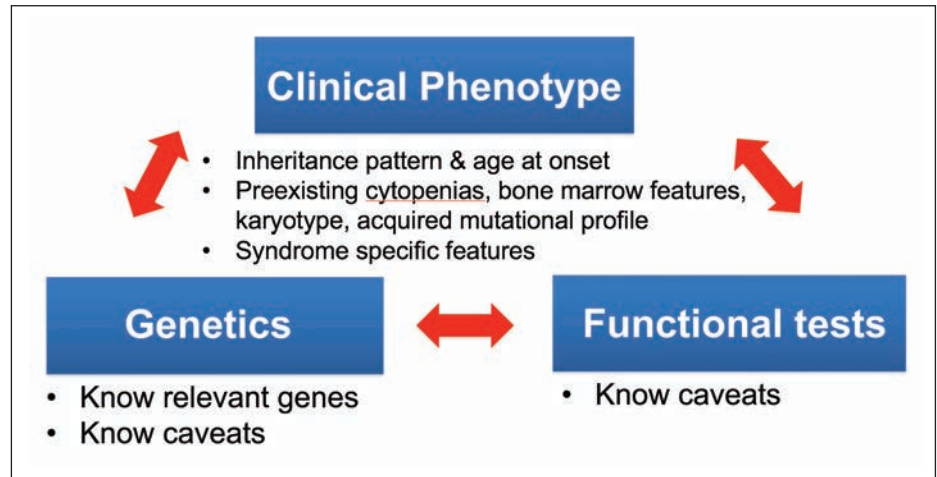 Clinical Phenotype
• Inheritance pattern & age at onset
• Preexisting cytopenias, bone marrow features,
karyotype, acquired mutational profile
• Syndrome specific features
Genetics
• Know relevant genes
• Know caveats
Functional tests
• Know caveats